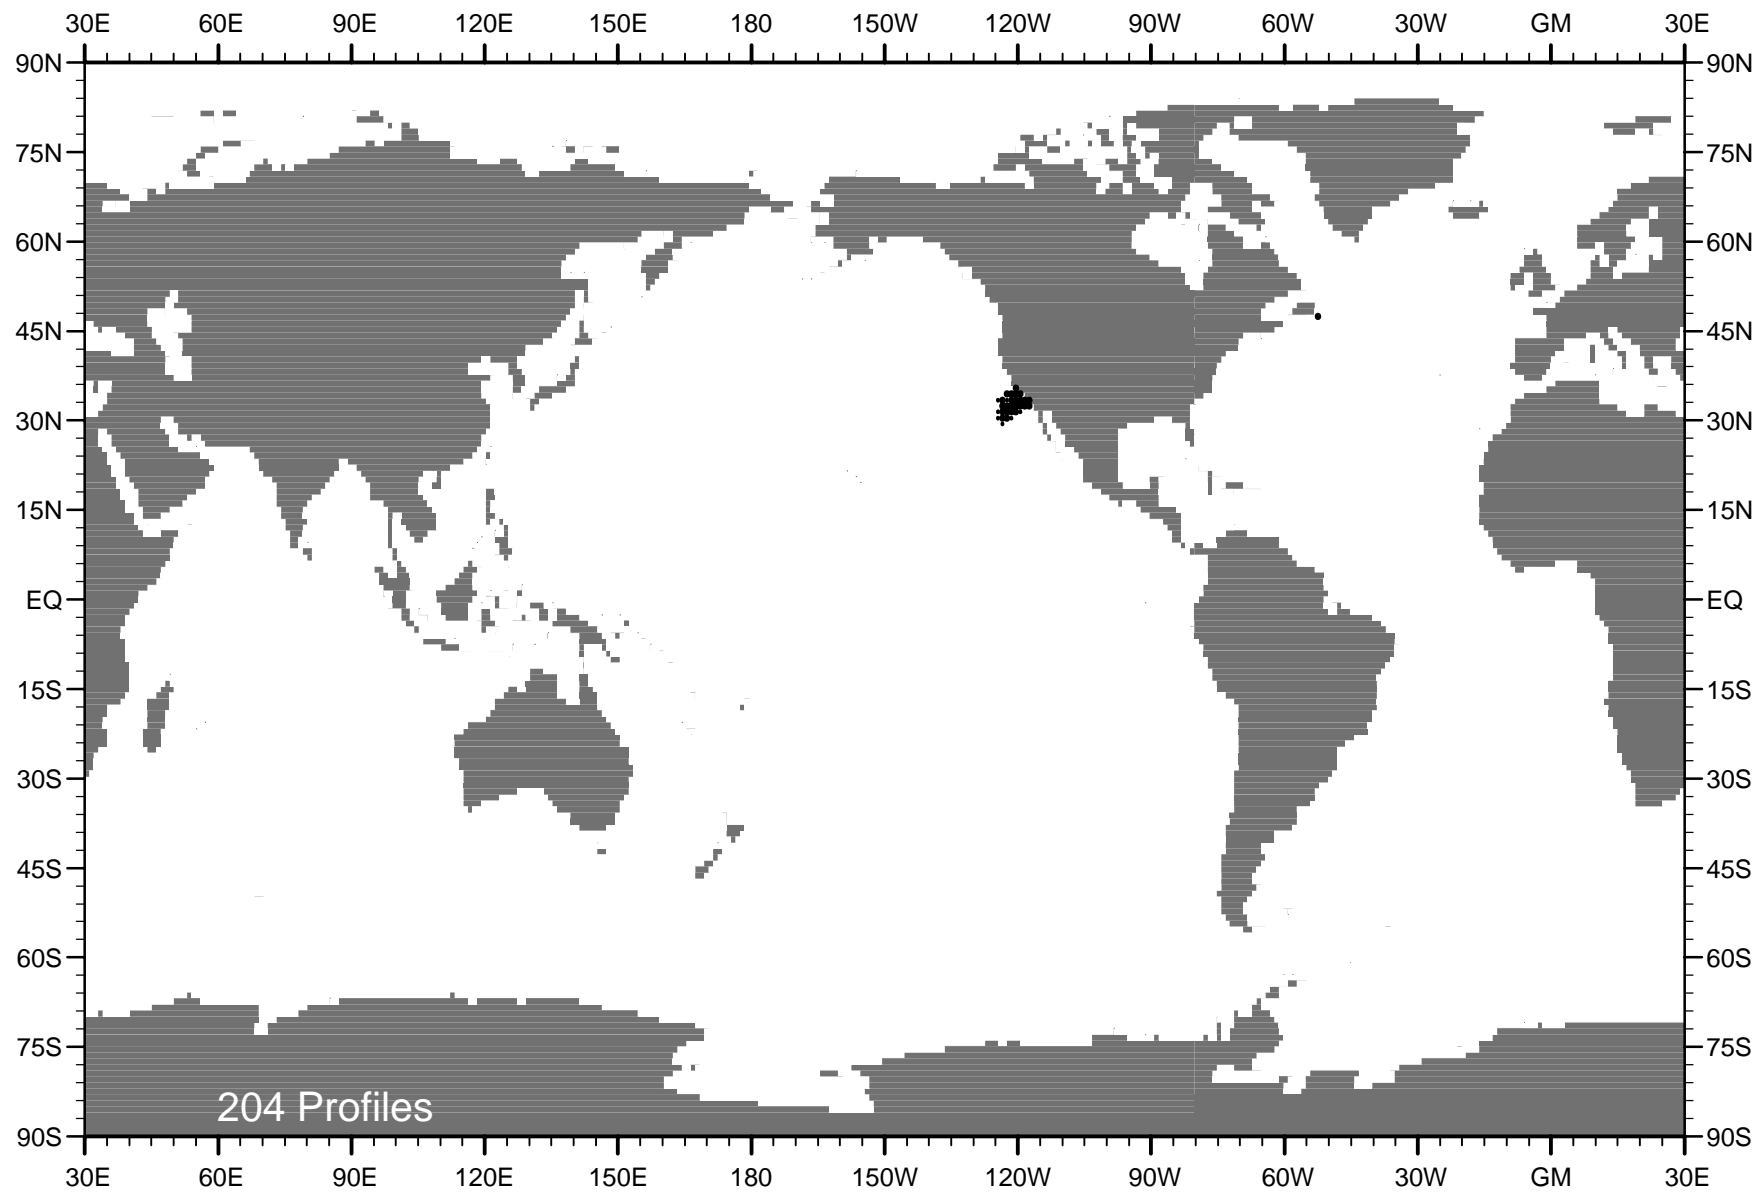 30E 60E 90E 120E 150E 180 150W 120W 90W 60W 30W GM 30E
90N 90N
75N 75N
60N 60N
45N 45N
30N 30N
15N 15N
EQ EQ
15S 15S
30S 30S
45S 45S
60S 60S
75S 75S
204 Profiles
90S 90S
30E 60E 90E 120E 150E 180 150W 120W 90W 60W 30W GM 30E